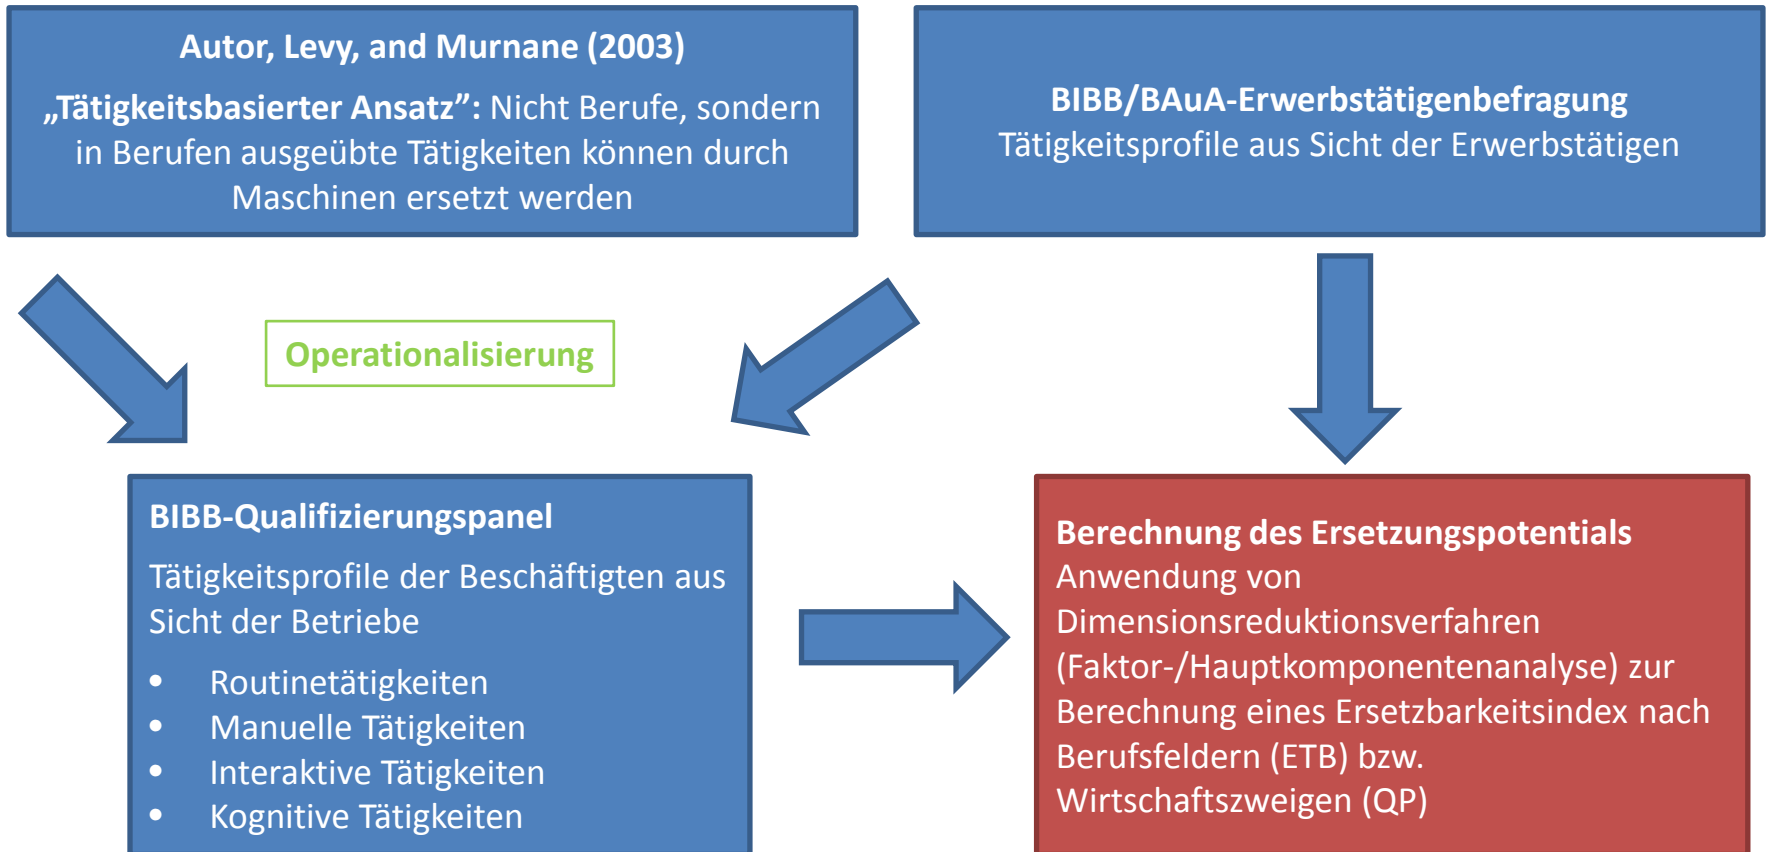 Autor, Levy, and Murnane (2003)
„Tätigkeitsbasierter Ansatz”: Nicht Berufe, sondern
in Berufen ausgeübte Tätigkeiten können durch
Maschinen ersetzt werden
BIBB/BAuA-Erwerbstätigenbefragung
Tätigkeitsprofile aus Sicht der Erwerbstätigen
Operationalisierung
BIBB-Qualifizierungspanel
Tätigkeitsprofile der Beschäftigten aus
Sicht der Betriebe
• Routinetätigkeiten
• Manuelle Tätigkeiten
• Interaktive Tätigkeiten
• Kognitive Tätigkeiten
Berechnung des Ersetzungspotentials
Anwendung von
Dimensionsreduktionsverfahren
(Faktor-/Hauptkomponentenanalyse) zur
Berechnung eines Ersetzbarkeitsindex nach
Berufsfeldern (ETB) bzw.
Wirtschaftszweigen (QP)